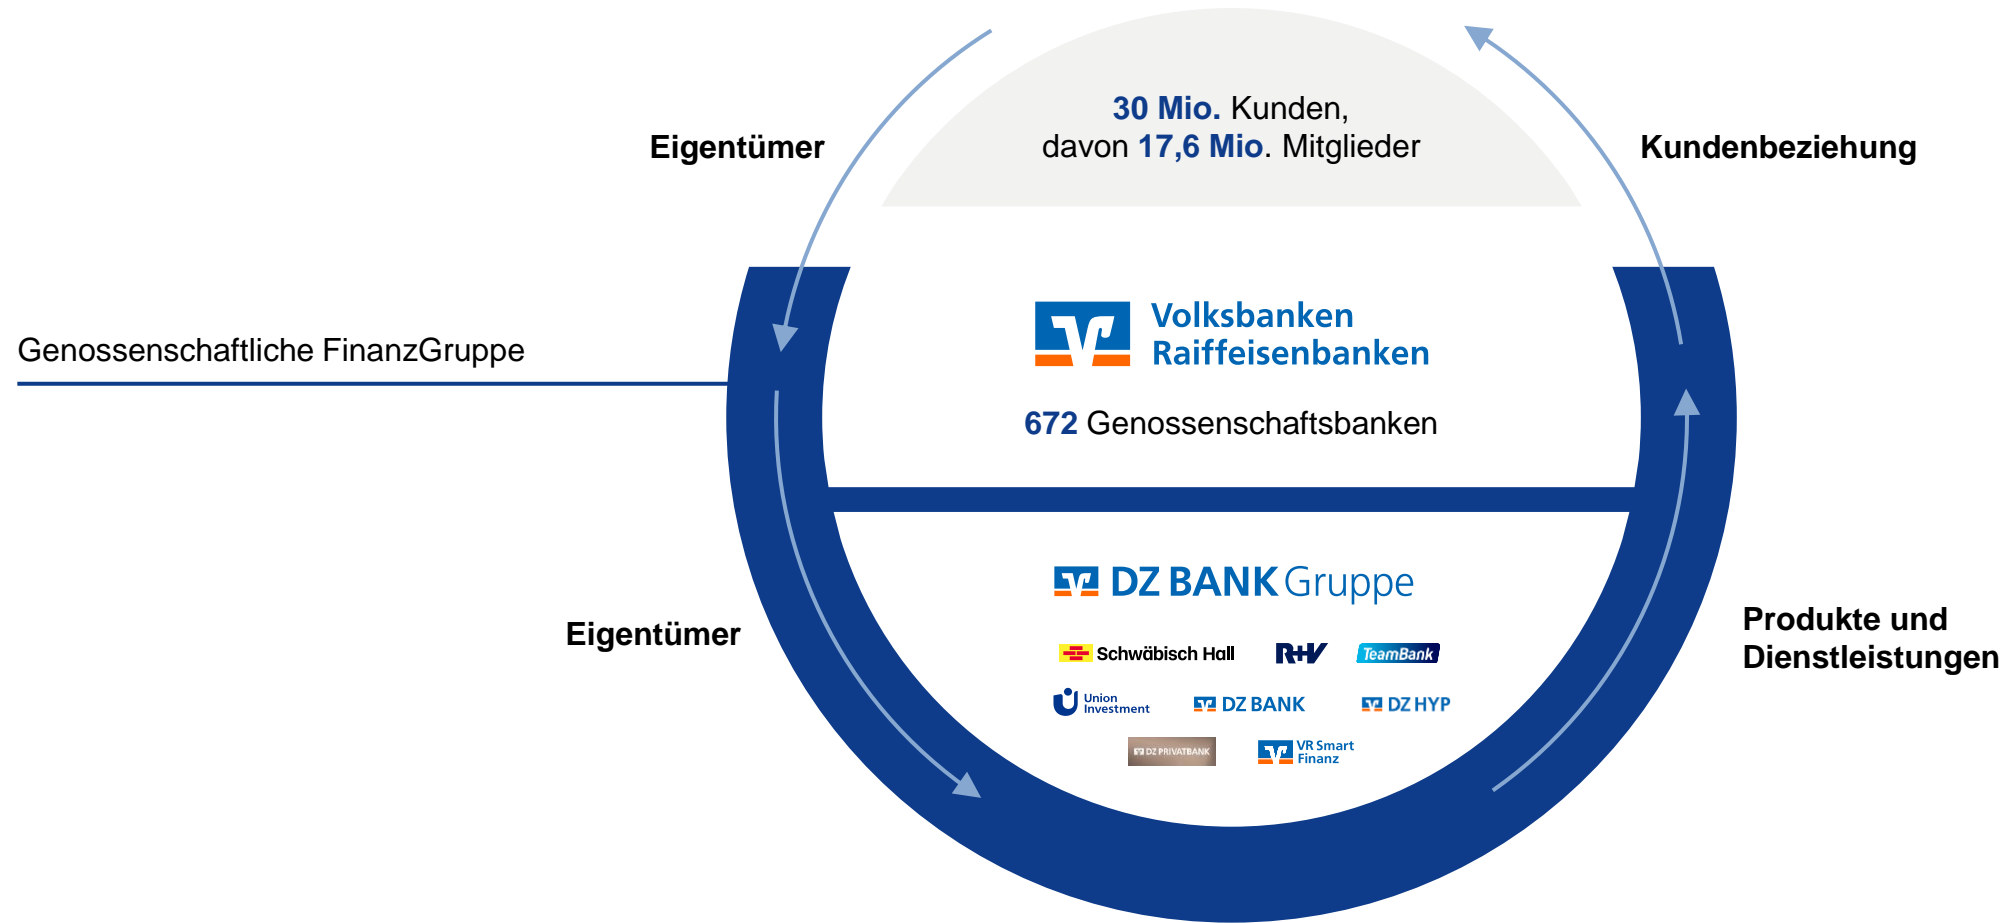 30 Mio. Kunden,
davon 17,6 Mio. Mitglieder
Eigentümer
Kundenbeziehung
Volksbanken
Raiffeisenbanken
Genossenschaftliche FinanzGruppe
672 Genossenschaftsbanken
DZ BANK Gruppe
Eigentümer
Produkte und
Dienstleistungen
Schwäbisch Hall
R+V
TeamBank
Union
Investment
DZ BANK
DZ HYP
DZ PRIVATBANK
VR Smart
Finanz